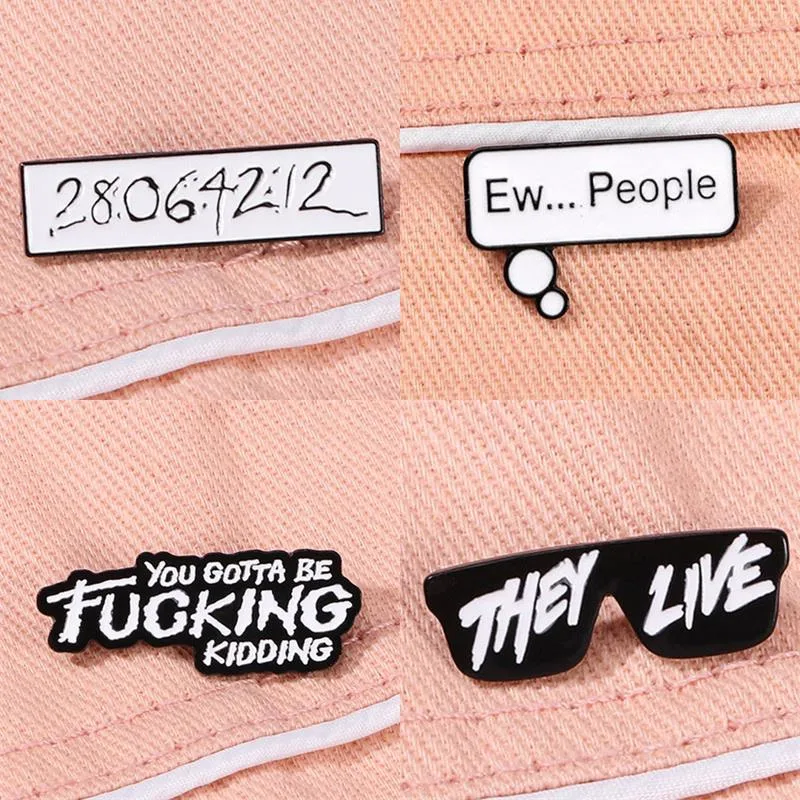 28:06:42:12
Ew... People
YOU GOTTA BE
FUCKING
KIDDING
THEY LIVE